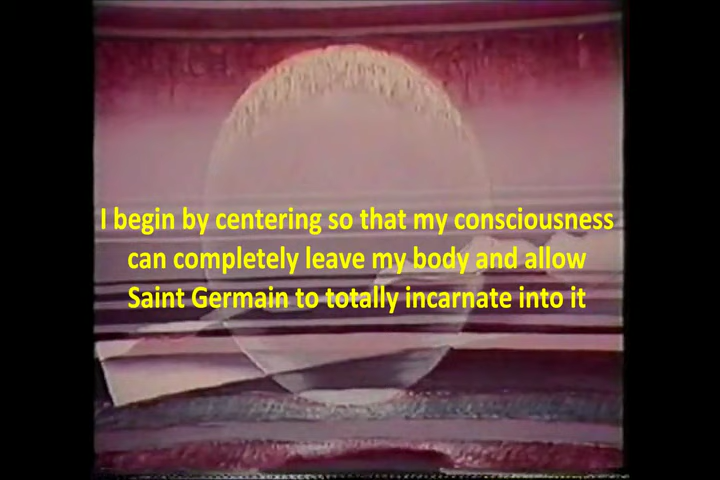 I begin by centering so that my consciousness
can completely leave my body and allow
Saint Germain to totally incarnate into it